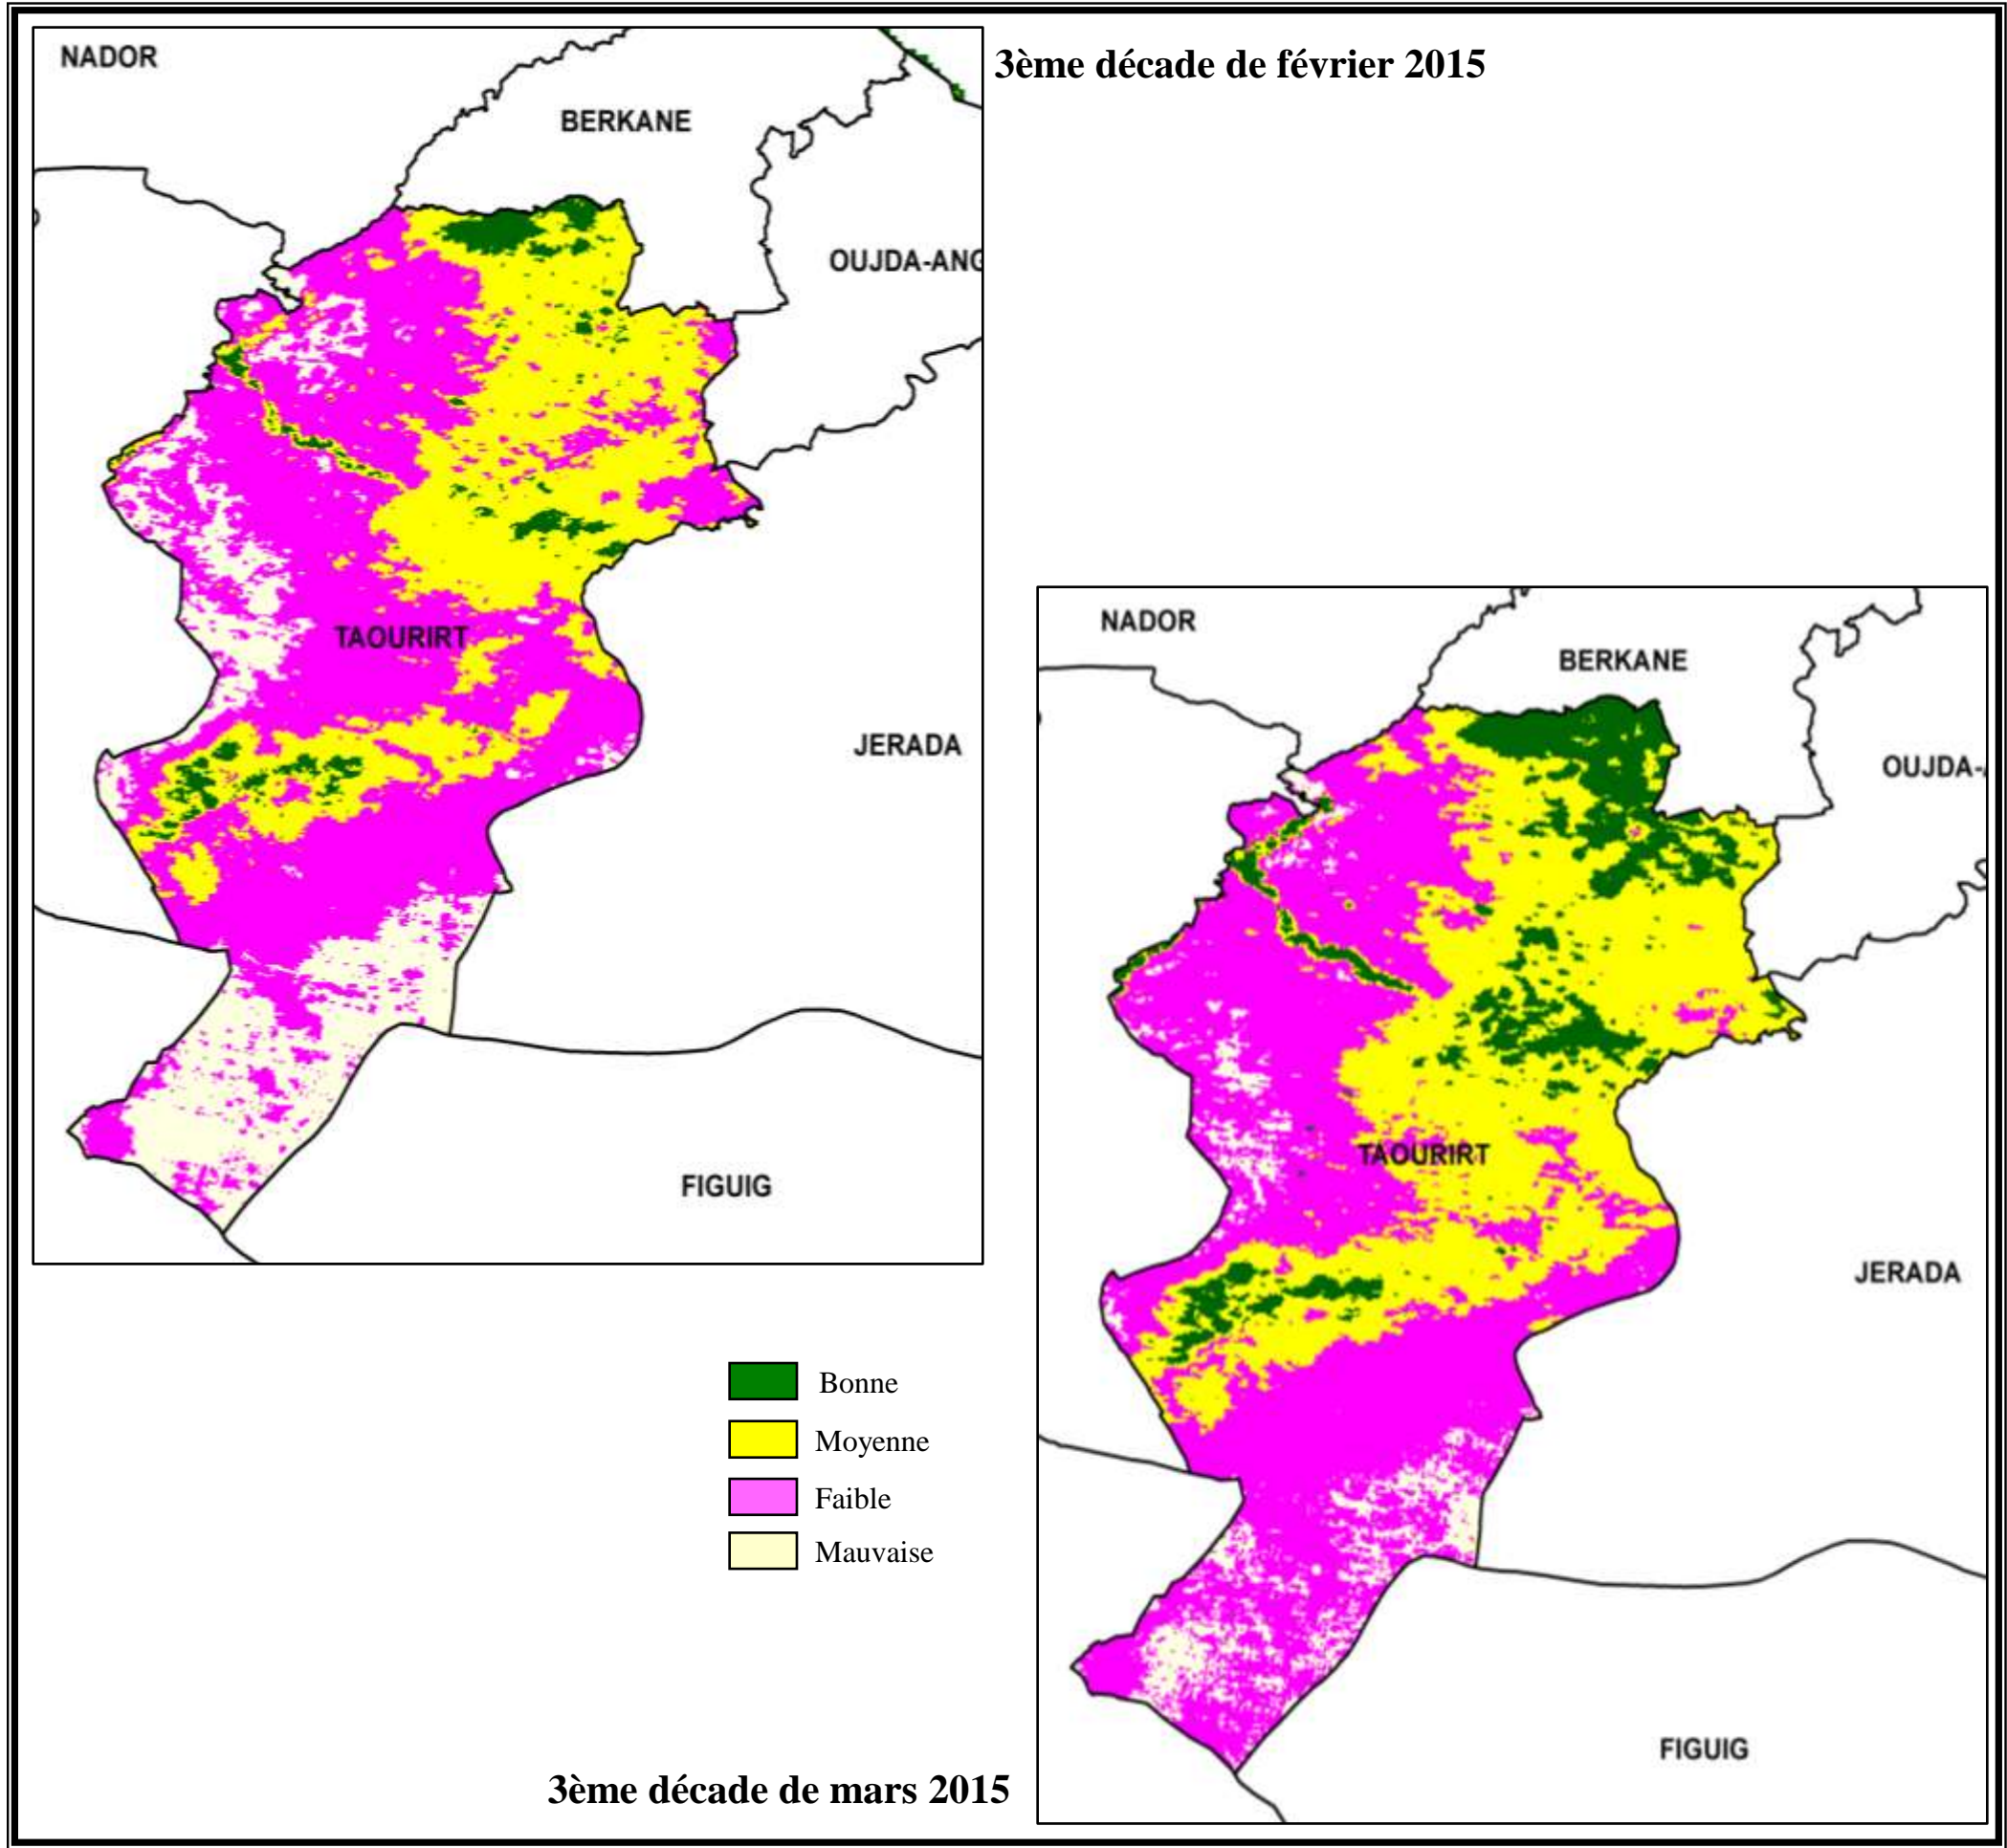 3ème décade de février 2015
NADOR
BERKANE
OUJDA-ANG
TAOURIRT
JERADA
FIGUIG
NADOR
BERKANE
OUJDA-
TAOURIRT
JERADA
FIGUIG
Bonne
Moyenne
Faible
Mauvaise
3ème décade de mars 2015